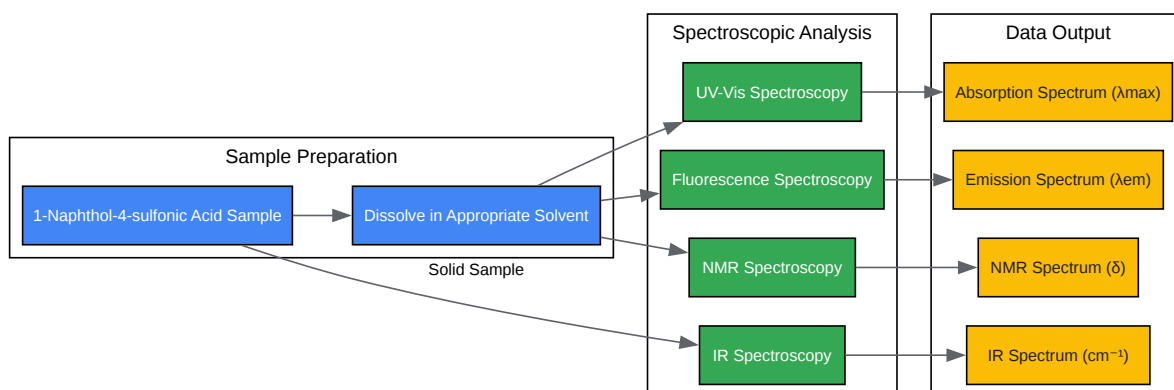 Spectroscopic Analysis
Data Output
UV-Vis Spectroscopy
Absorption Spectrum (λmax)
Sample Preparation
1-Naphthol-4-sulfonic Acid Sample
Dissolve in Appropriate Solvent
Fluorescence Spectroscopy
Emission Spectrum (λem)
Solid Sample
NMR Spectroscopy
NMR Spectrum (δ)
IR Spectroscopy
IR Spectrum (cm⁻¹)